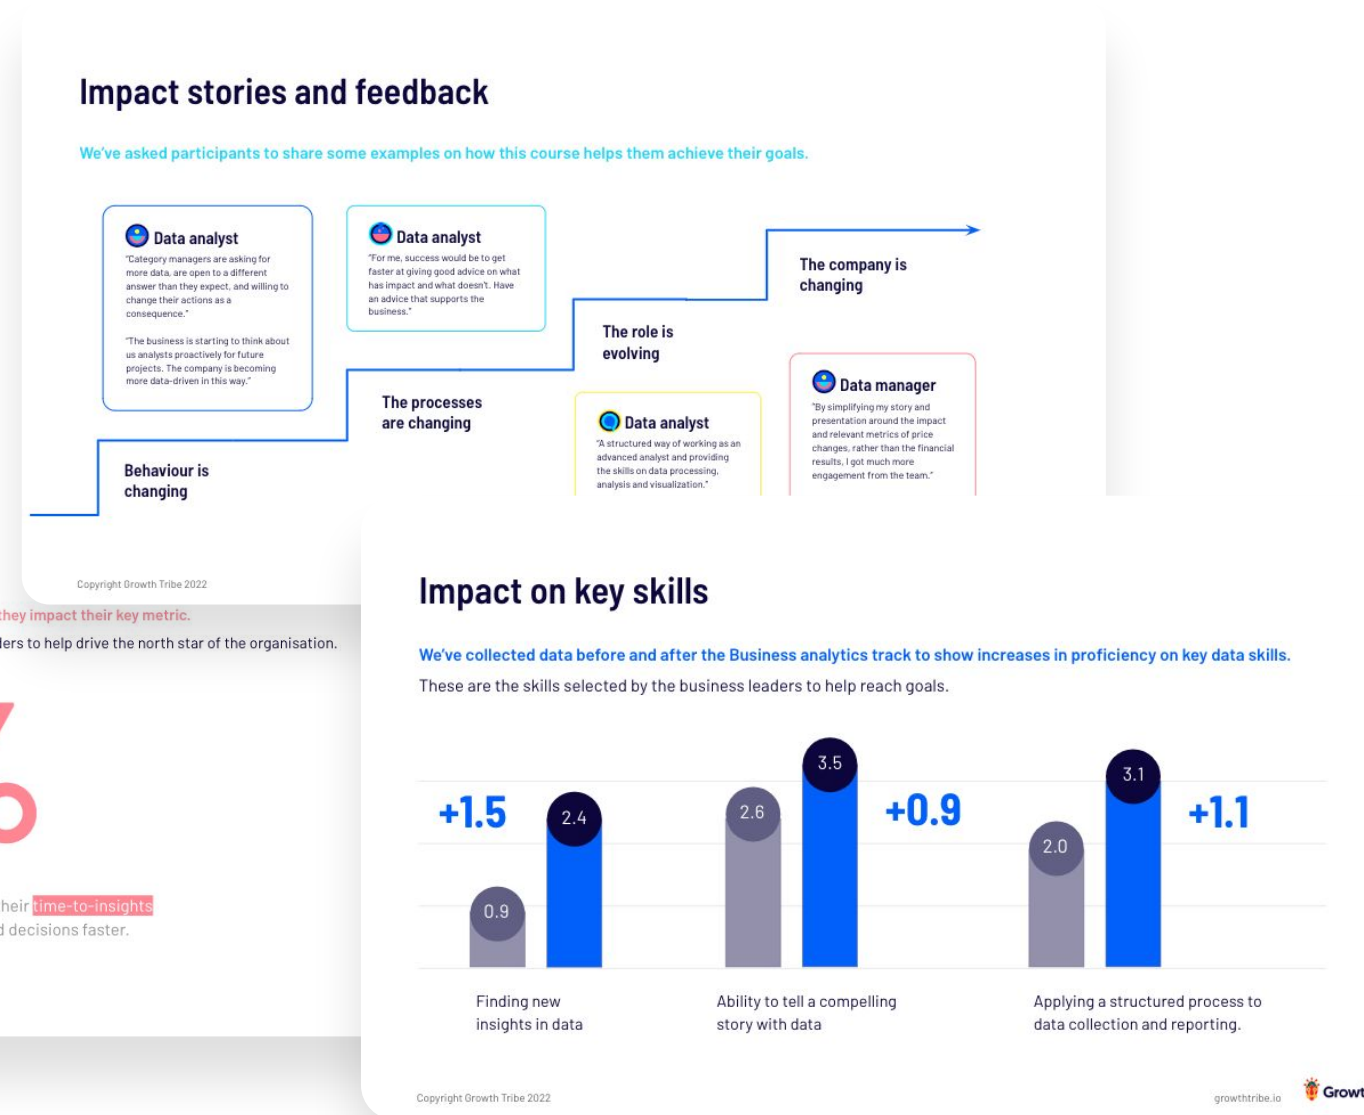 Impact stories and feedback
We've asked participants to share some examples on how this course helps them achieve their goals.
Data analyst
"Category managers are asking for
more data, are open to a different
answer than they expect, and willing to
change their actions as a
consequence."
"The business is starting to think about
us analysts proactively for future
projects. The company is becoming
more data-driven in this way."
Data analyst
"For me, success would be to get
faster at giving good advice on what
has impact and what doesn't. Have
an advice that supports the
business."
Behaviour is
changing
The processes
are changing
The role is
evolving
The company is
changing
Data analyst
"A structured way of working as an
advanced analyst and providing
the skills on data processing,
analysis and visualization."
Data manager
"By simplifying my story and
presentation around the impact
and relevant metrics of price
changes, rather than the financial
results, I got much more
engagement from the team."
Copyright Growth Tribe 2022
they impact their key metric.
to help drive the north star of the organisation.
time-to-insights
decisions faster.
Impact on key skills
We've collected data before and after the Business analytics track to show increases in proficiency on key data skills.
These are the skills selected by the business leaders to help reach goals.
+1.5
0.9
2.4
2.6
3.5
+0.9
2.0
3.1
+1.1
Finding new
insights in data
Ability to tell a compelling
story with data
Applying a structured process to
data collection and reporting.
Copyright Growth Tribe 2022
growthtribe.io
Growt